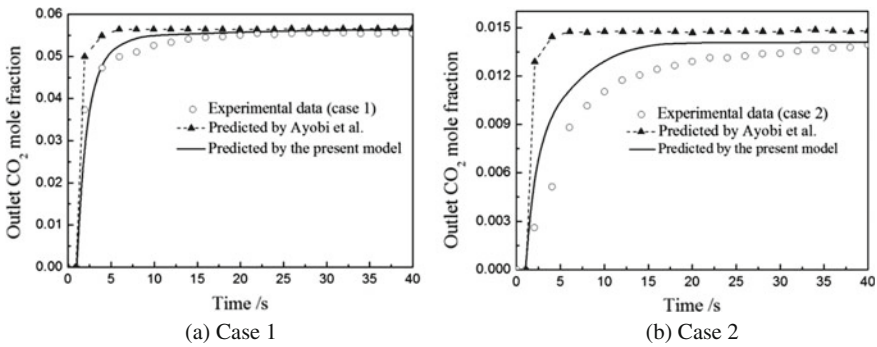 (a)
0.06
0.05
0.04
0.03
0.02
0.01
0.00
Outlet CO₂ mole fraction
Experimental data (case 1)
Predicted by Ayobi et al.
Predicted by the present model
0 5 10 15 20 25 30 35 40
Time /s
(a) Case 1
(b)
0.015
0.012
0.009
0.006
0.003
0.000
Outlet CO₂ mole fraction
Experimental data (case 2)
Predicted by Ayobi et al.
Predicted by the present model
0 5 10 15 20 25 30 35 40
Time /s
(b) Case 2